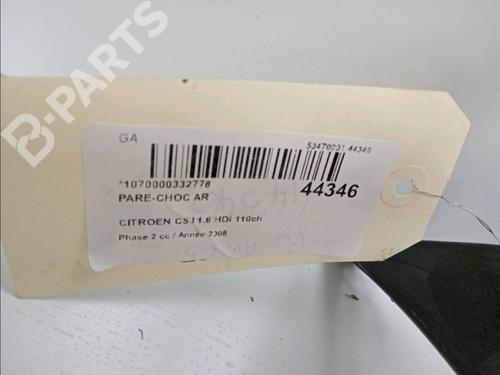 B-PARTS
GA
53470001 44346
*1070000332778
44346
PARE-CHOC AR
CITROEN C5 I 1.6 HDi 110ch
Phase 2 cc / Année 2008